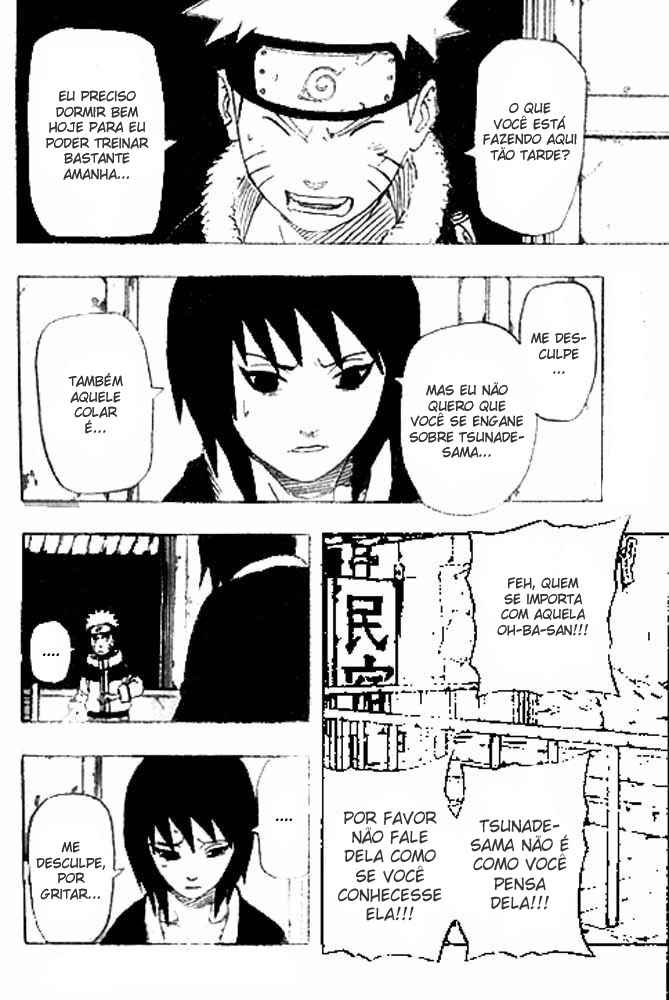 O QUE
VOCÊ ESTÁ
FAZENDO AQUI
TÃO TARDE?
EU PRECISO
DORMIR BEM
HOJE PARA EU
PODER TREINAR
BASTANTE
AMANHA...
ME DES-
CULPE
...
MAS EU NÃO
QUERO QUE
VOCÊ SE ENGANE
SOBRE TSUNADE-
SAMA...
TAMBÉM
AQUELE
COLAR
É...
FEH, QUEM
SE IMPORTA
COM AQUELA
OH-BA-SAN!!!
民宿
TSUNADE-
SAMA NÃO É
COMO VOCÊ
PENSA
DELA!!!
POR FAVOR
NÃO FALE
DELA COMO
SE VOCÊ
CONHECESSE
ELA!!!
....
....
ME
DESCULPE,
POR
GRITAR...